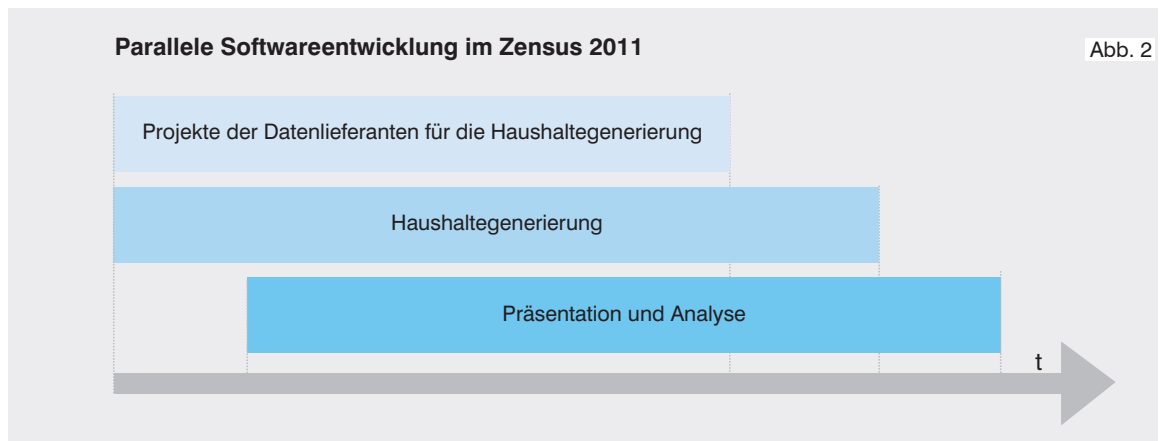 Parallele Softwareentwicklung im Zensus 2011
Abb. 2
Projekte der Datenlieferanten für die Haushaltegenerierung
Haushaltegenerierung
Präsentation und Analyse
t